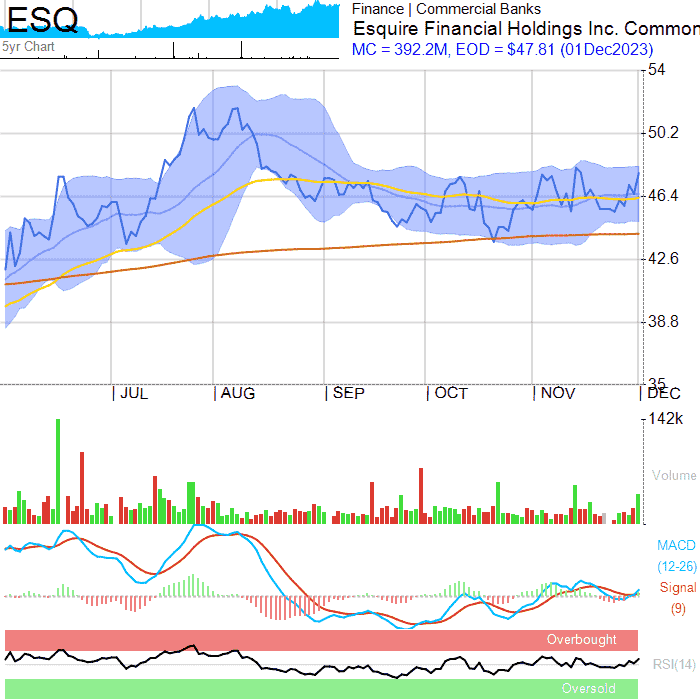 ESQ
5yr Chart
Finance | Commercial Banks
Esquire Financial Holdings Inc. Common
MC = 392.2M, EOD = $47.81 (01Dec2023)
54
50.2
46.4
42.6
38.8
35
JUL AUG SEP OCT NOV DEC
142k
Volume
MACD
(12-26)
Signal
(9)
Overbought
RSI(14)
Oversold